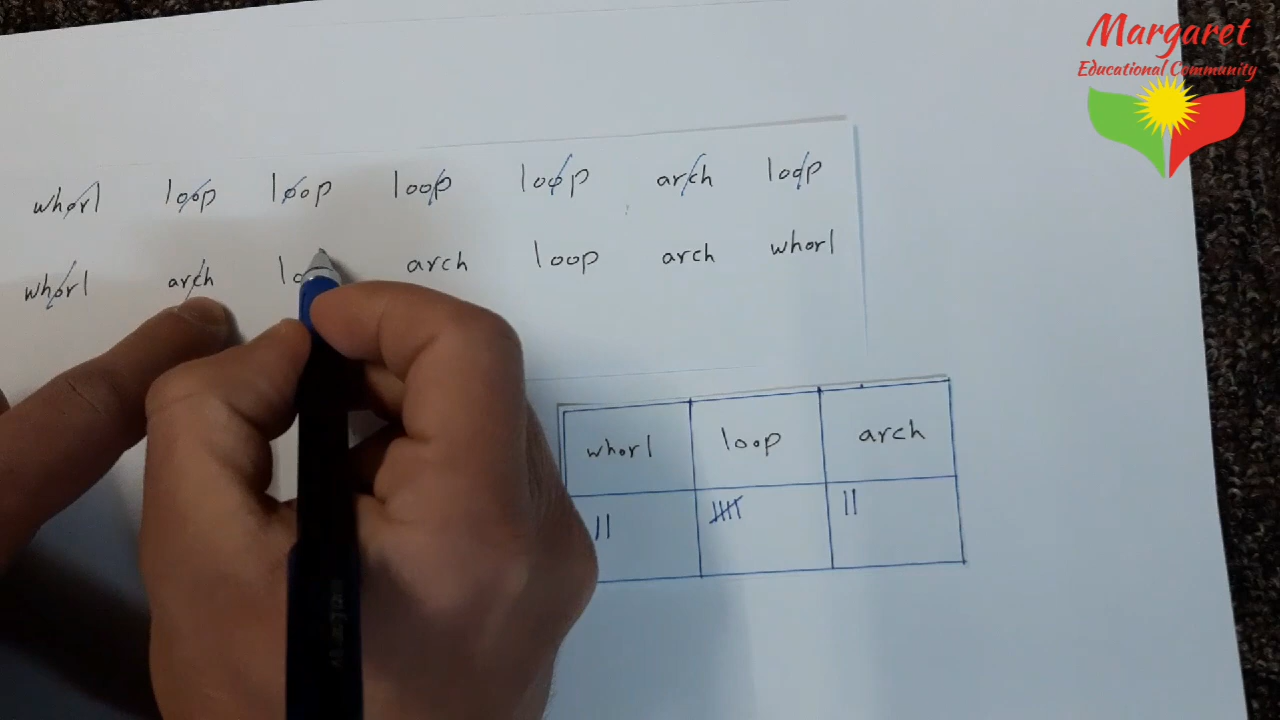 Margaret
Educational Community
whorl loop loop loop loop arch loop
whorl arch arch loop arch whorl
whorl loop arch